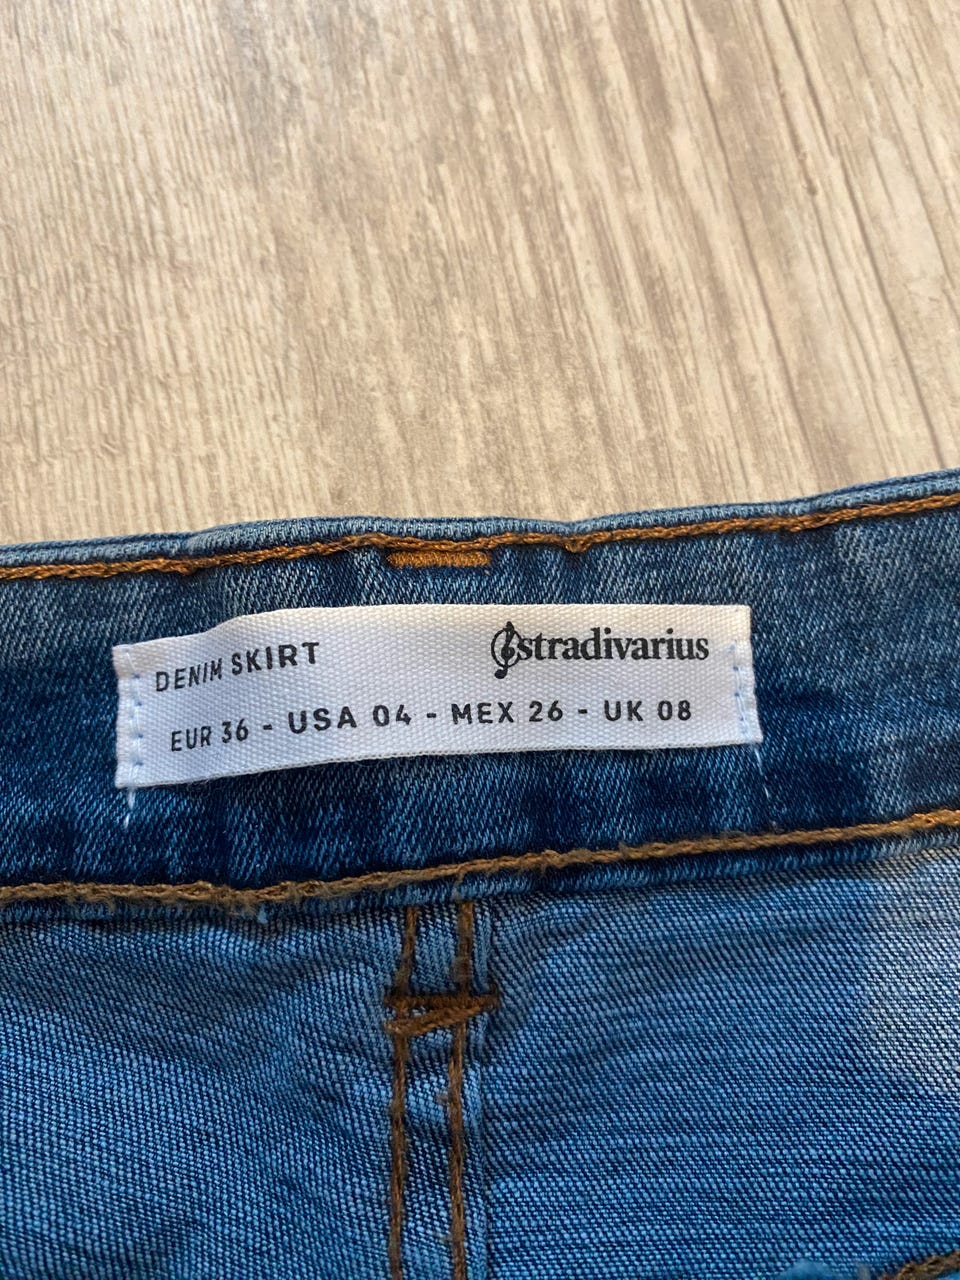 DENIM SKIRT stradivarius
EUR 36 - USA 04 - MEX 26 - UK 08